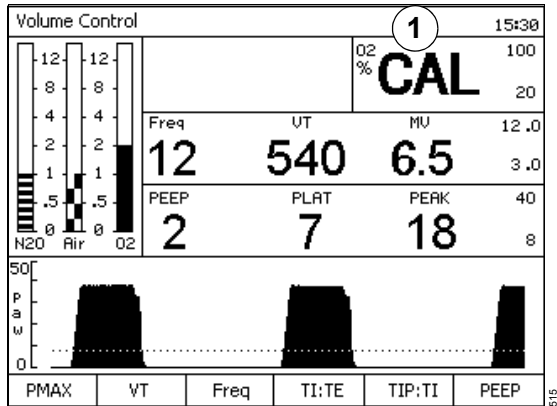 Volume Control 15:30
1
O2 % CAL 100
20
12 12
8 8
4 4
2 2
1 1
.5 .5
0 0
N2O Air O2
Freq VT MV 12.0
12 540 6.5
3.0
PEEP PLAT PEAK 40
2 7 18
8
50
Paw
0
PMAX VT Freq TI:TE TIP:TI PEEP
515